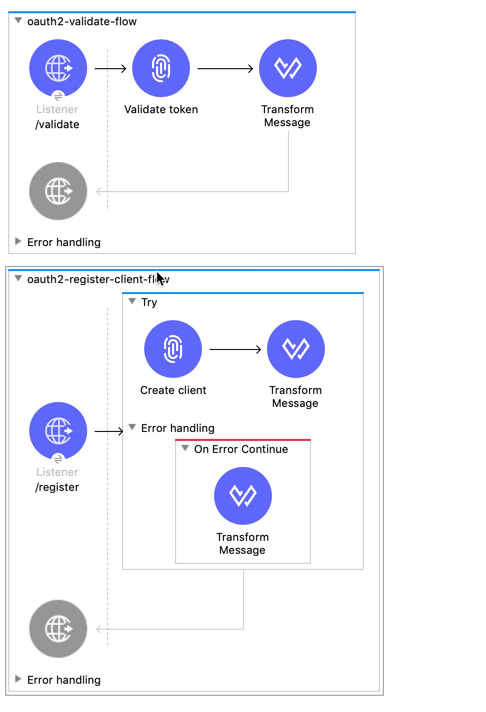 oauth2-validate-flow
Listener
/validate
Validate token
Transform
Message
Error handling
oauth2-register-client-flow
Try
Create client
Transform
Message
Error handling
On Error Continue
Transform
Message
Listener
/register
Error handling